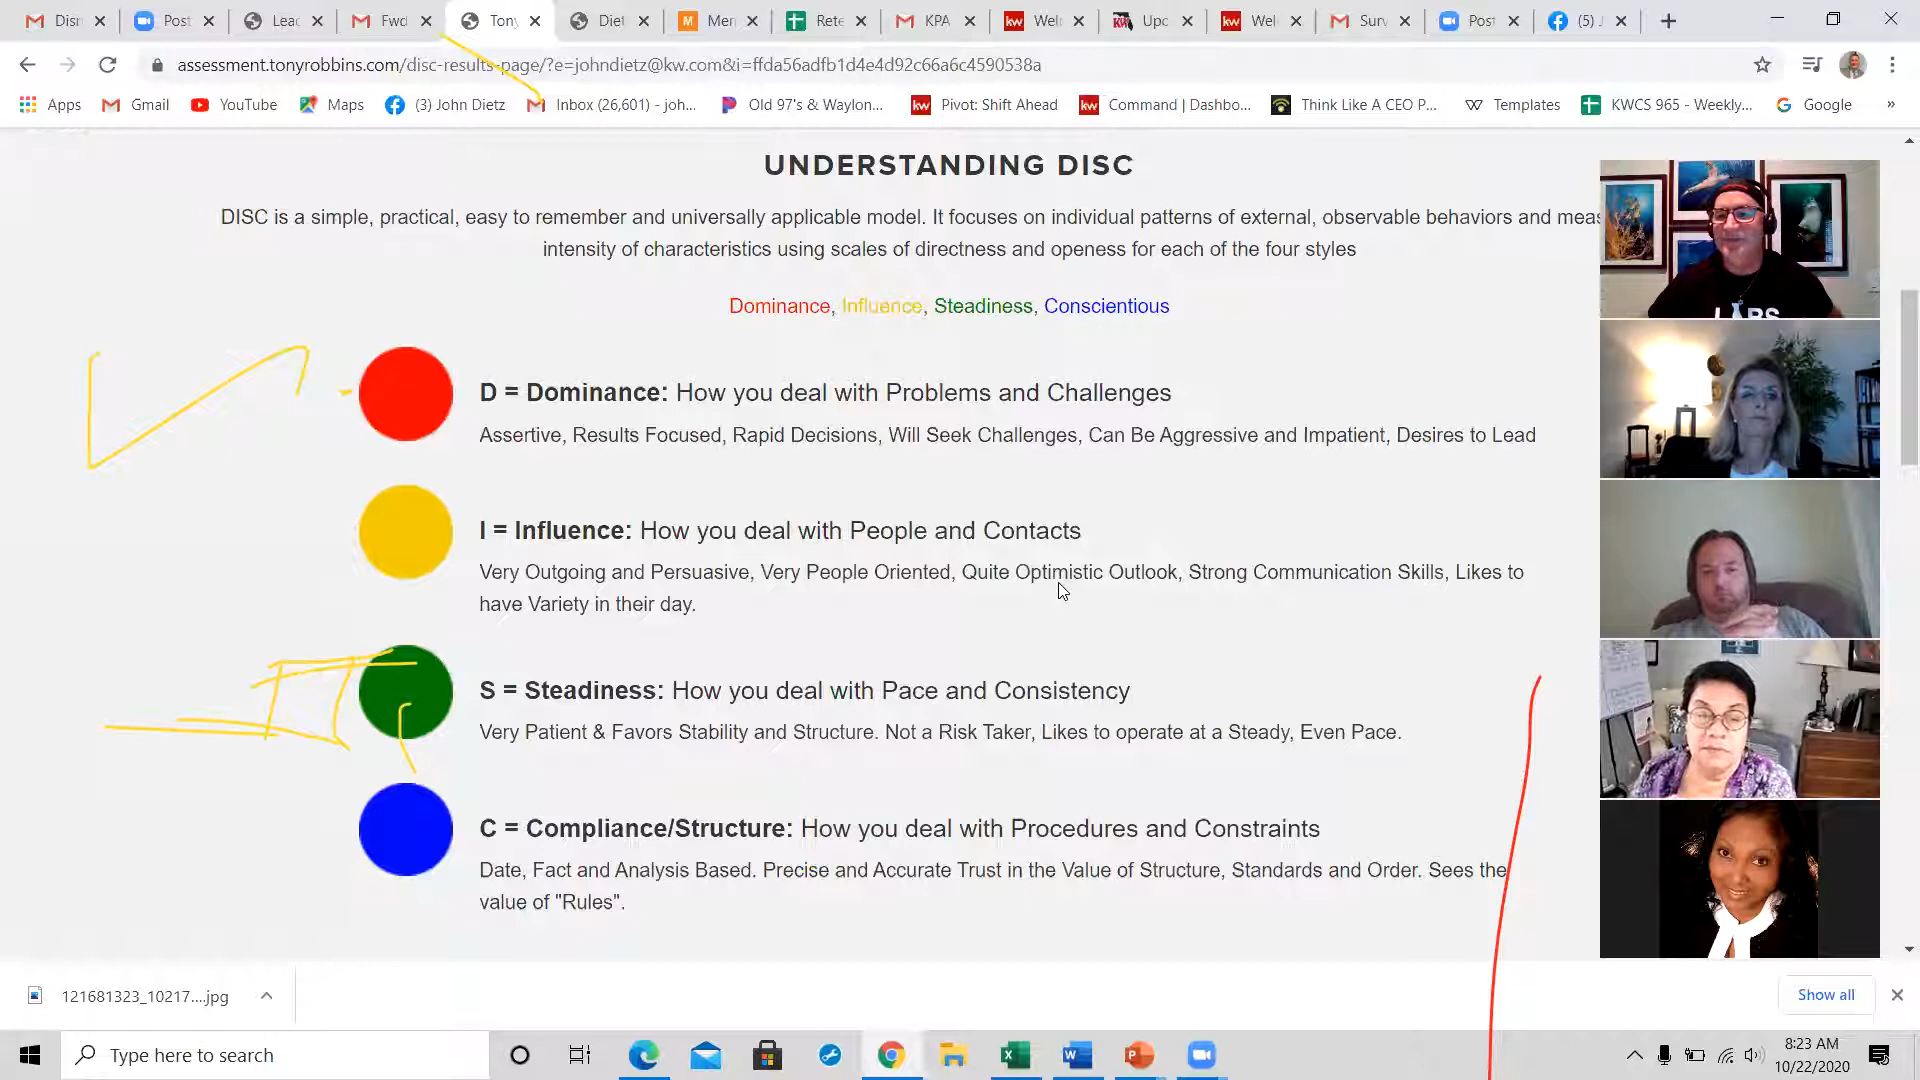 Disn
Post
Leac
Fwd
Tony
Diet
Mer
Rete
KPA
Weli
Upc
Wel
Surv
Post
(5) J
assessment.tonyrobbins.com/disc-results-page/?e=johndietz@kw.com&i=ffda56adfb1d4e4d92c66a6c4590538a
Apps
Gmail
YouTube
Maps
(3) John Dietz
Inbox (26,601) - joh...
Old 97's & Waylon...
Pivot: Shift Ahead
Command | Dashbo...
Think Like A CEO P...
Templates
KWCS 965 - Weekly...
Google
»
UNDERSTANDING DISC
DISC is a simple, practical, easy to remember and universally applicable model. It focuses on individual patterns of external, observable behaviors and meas
intensity of characteristics using scales of directness and openess for each of the four styles
Dominance, Influence, Steadiness, Conscientious
D = Dominance: How you deal with Problems and Challenges
Assertive, Results Focused, Rapid Decisions, Will Seek Challenges, Can Be Aggressive and Impatient, Desires to Lead
I = Influence: How you deal with People and Contacts
Very Outgoing and Persuasive, Very People Oriented, Quite Optimistic Outlook, Strong Communication Skills, Likes to
have Variety in their day.
S = Steadiness: How you deal with Pace and Consistency
Very Patient & Favors Stability and Structure. Not a Risk Taker, Likes to operate at a Steady, Even Pace.
C = Compliance/Structure: How you deal with Procedures and Constraints
Date, Fact and Analysis Based. Precise and Accurate Trust in the Value of Structure, Standards and Order. Sees the
value of "Rules".
121681323_10217....jpg
Show all
Type here to search
8:23 AM
10/22/2020